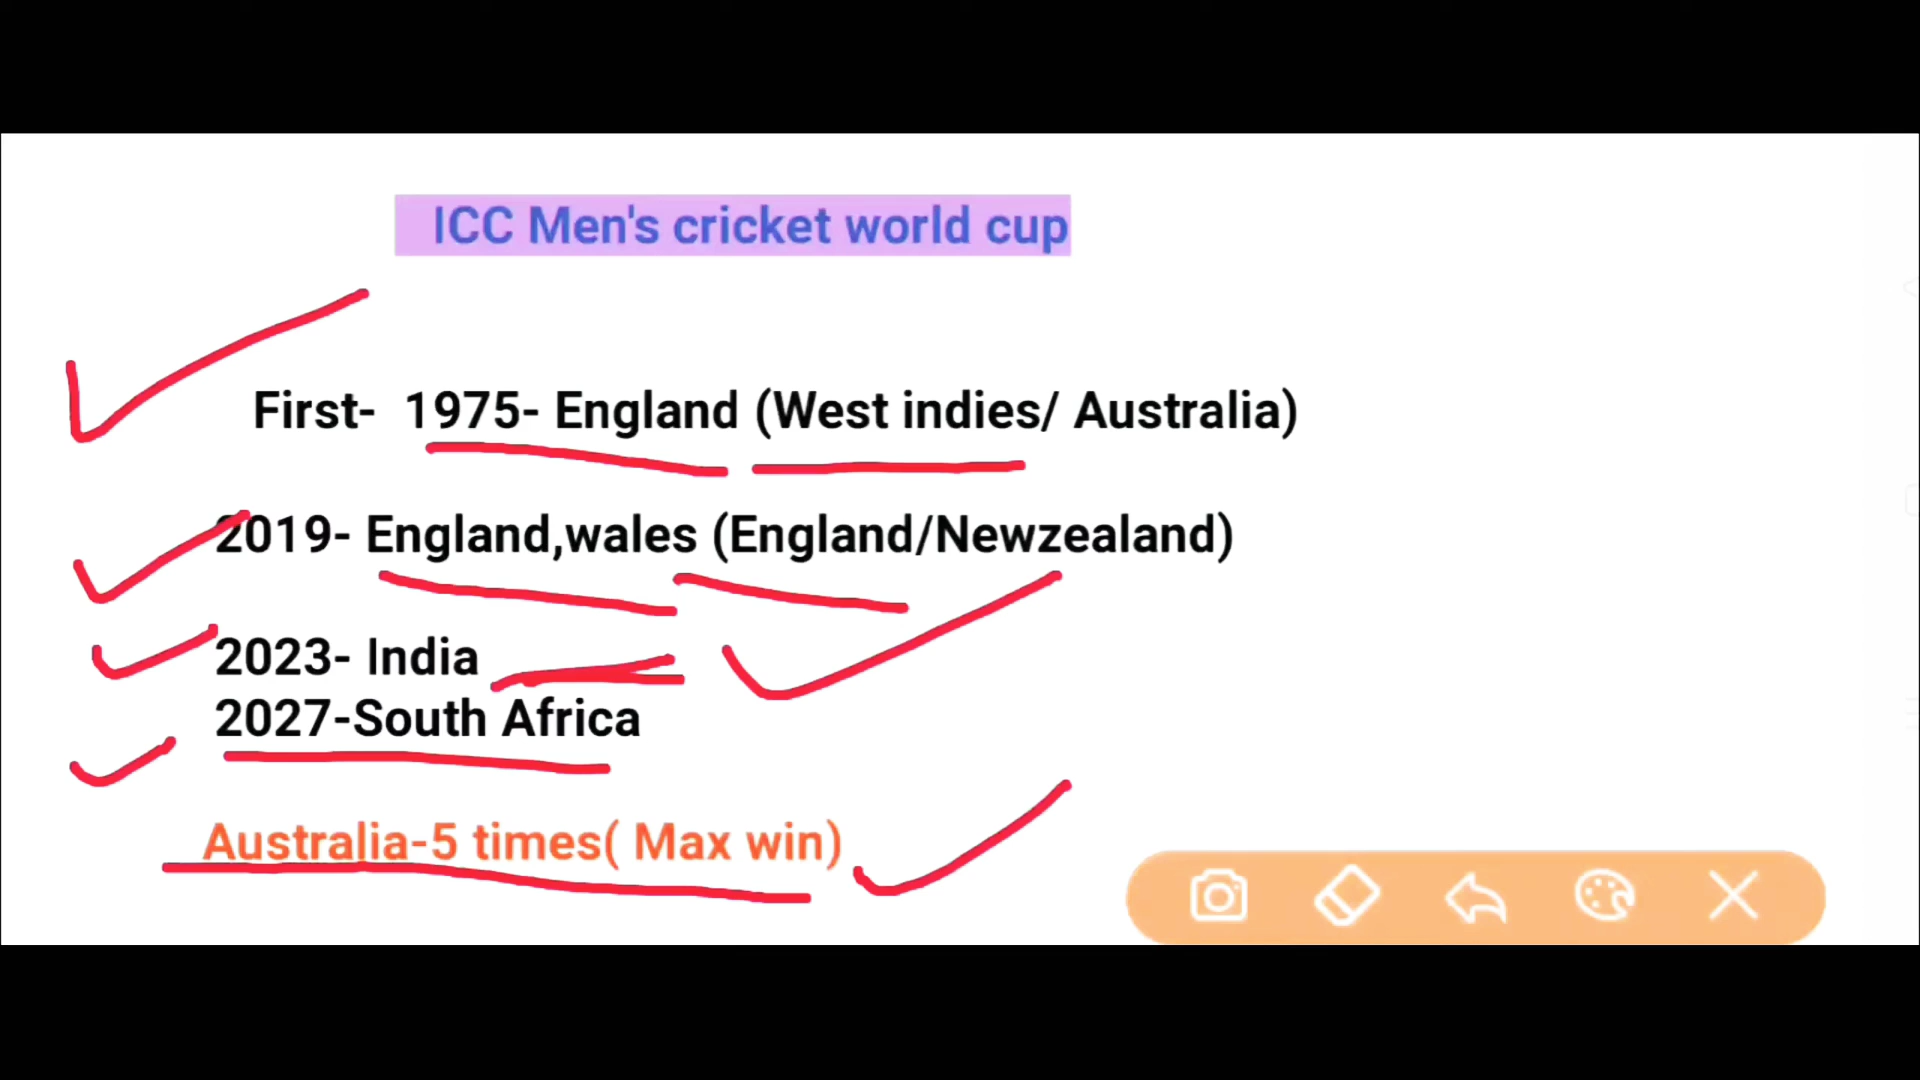 ICC Men's cricket world cup
First- 1975- England (West indies/ Australia)
2019- England,wales (England/Newzealand)
2023- India
2027-South Africa
Australia-5 times( Max win)